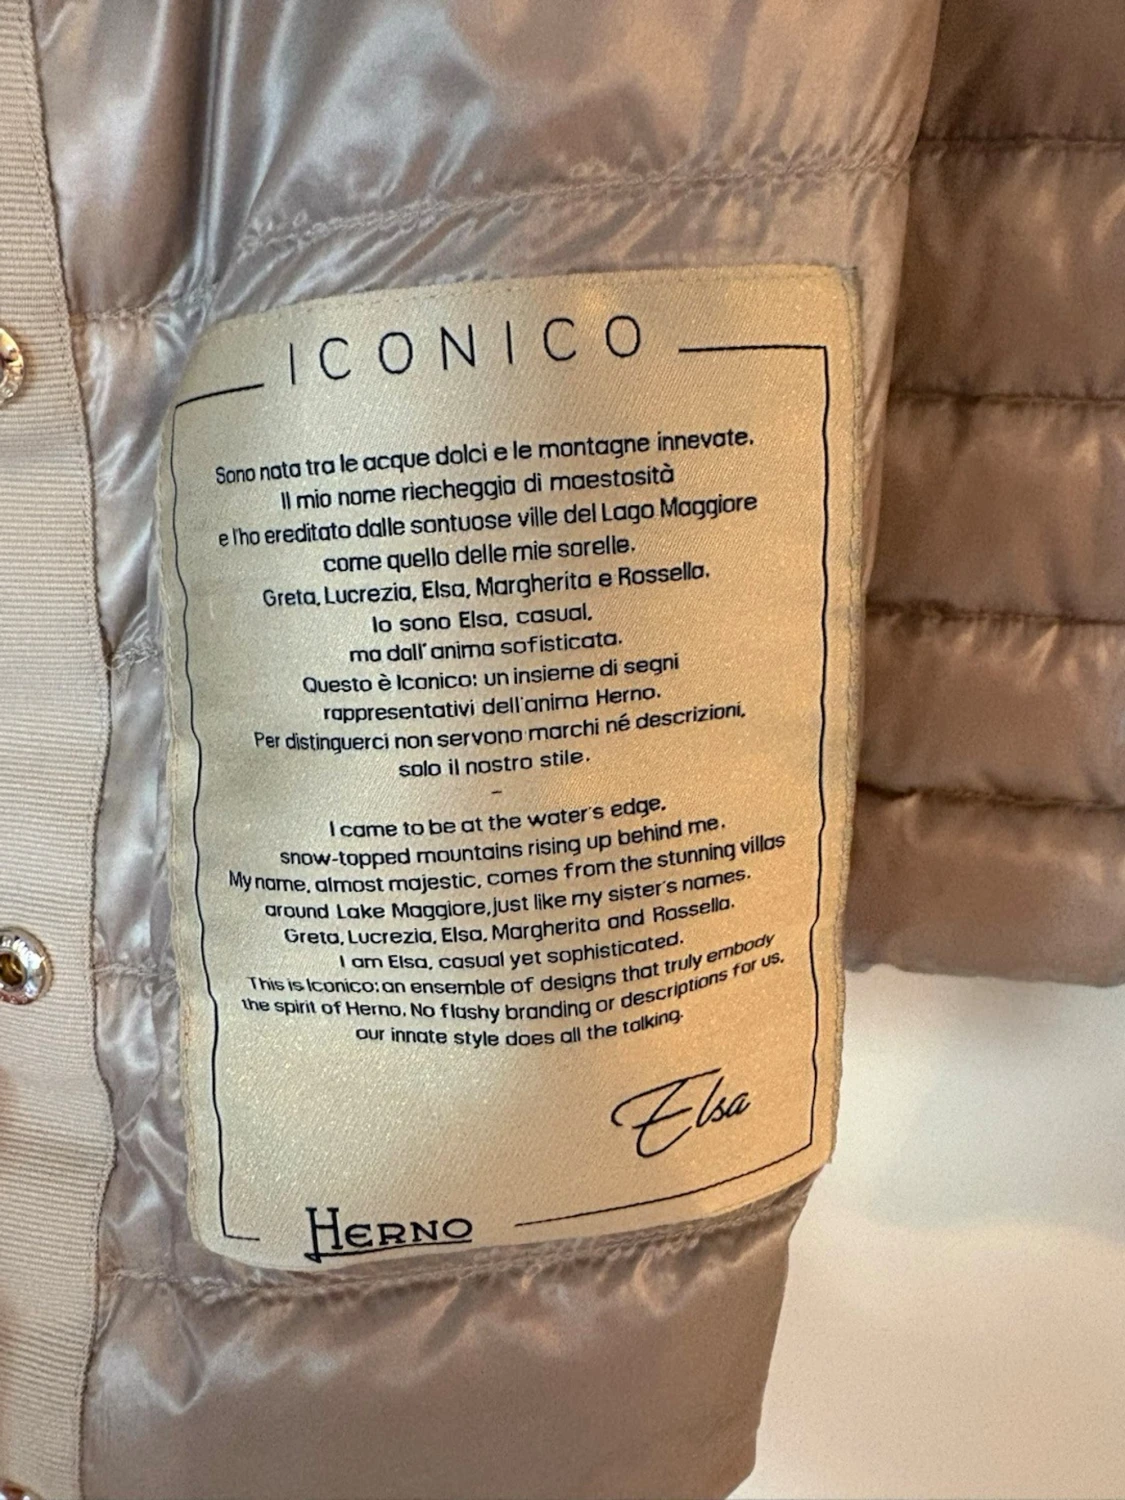 ICONICO
Sono nata tra le acque dolci e le montagne innevate.
Il mio nome riecheggia di maestosità
e l'ho ereditato dalle sontuose ville del Lago Maggiore
come quello delle mie sorelle.
Greta, Lucrezia, Elsa, Margherita e Rossella.
Io sono Elsa, casual,
ma dall'anima sofisticata.
Questo è Iconico: un insieme di segni
rappresentativi dell'anima Herno.
Per distinguerci non servono marchi né descrizioni,
solo il nostro stile.
–
I came to be at the water's edge,
snow-topped mountains rising up behind me.
My name, almost majestic, comes from the stunning villas
around Lake Maggiore, just like my sister's names.
Greta, Lucrezia, Elsa, Margherita and Rossella.
I am Elsa, casual yet sophisticated.
This is Iconico: an ensemble of designs that truly embody
the spirit of Herno. No flashy branding or descriptions for us,
our innate style does all the talking.
Elsa
HERNO